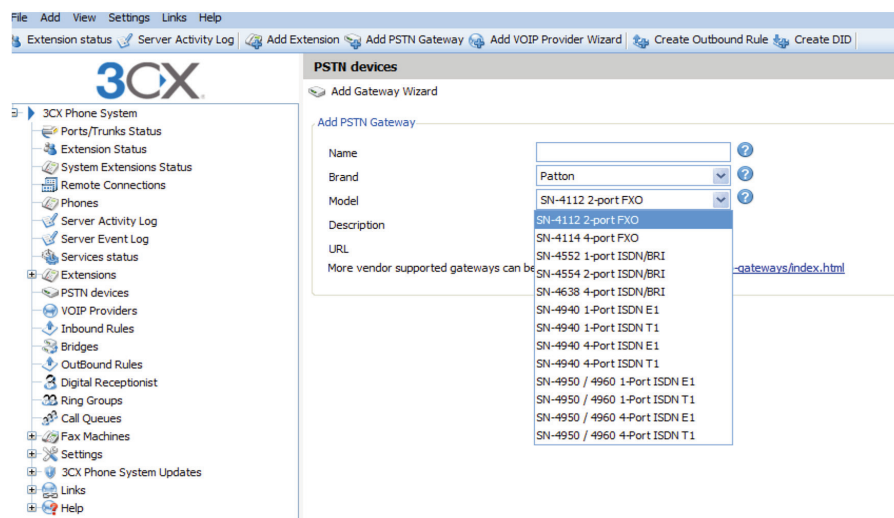 File Add View Settings Links Help
Extension status Server Activity Log Add Extension Add PSTN Gateway Add VOIP Provider Wizard Create Outbound Rule Create DID
3CX
PSTN devices
Add Gateway Wizard
3CX Phone System
Ports/Trunks Status
Extension Status
System Extensions Status
Remote Connections
Phones
Server Activity Log
Server Event Log
Services status
Extensions
PSTN devices
VOIP Providers
Inbound Rules
Bridges
OutBound Rules
Digital Receptionist
Ring Groups
Call Queues
Fax Machines
Settings
3CX Phone System Updates
Links
Help
Add PSTN Gateway
Name
Brand Patton
Model SN-4112 2-port FXO
Description
URL
More vendor supported gateways can be -gateways/index.html
SN-4112 2-port FXO
SN-4114 4-port FXO
SN-4552 1-port ISDN/BRI
SN-4554 2-port ISDN/BRI
SN-4638 4-port ISDN/BRI
SN-4940 1-Port ISDN E1
SN-4940 1-Port ISDN T1
SN-4940 4-Port ISDN E1
SN-4940 4-Port ISDN T1
SN-4950 / 4960 1-Port ISDN E1
SN-4950 / 4960 1-Port ISDN T1
SN-4950 / 4960 4-Port ISDN E1
SN-4950 / 4960 4-Port ISDN T1